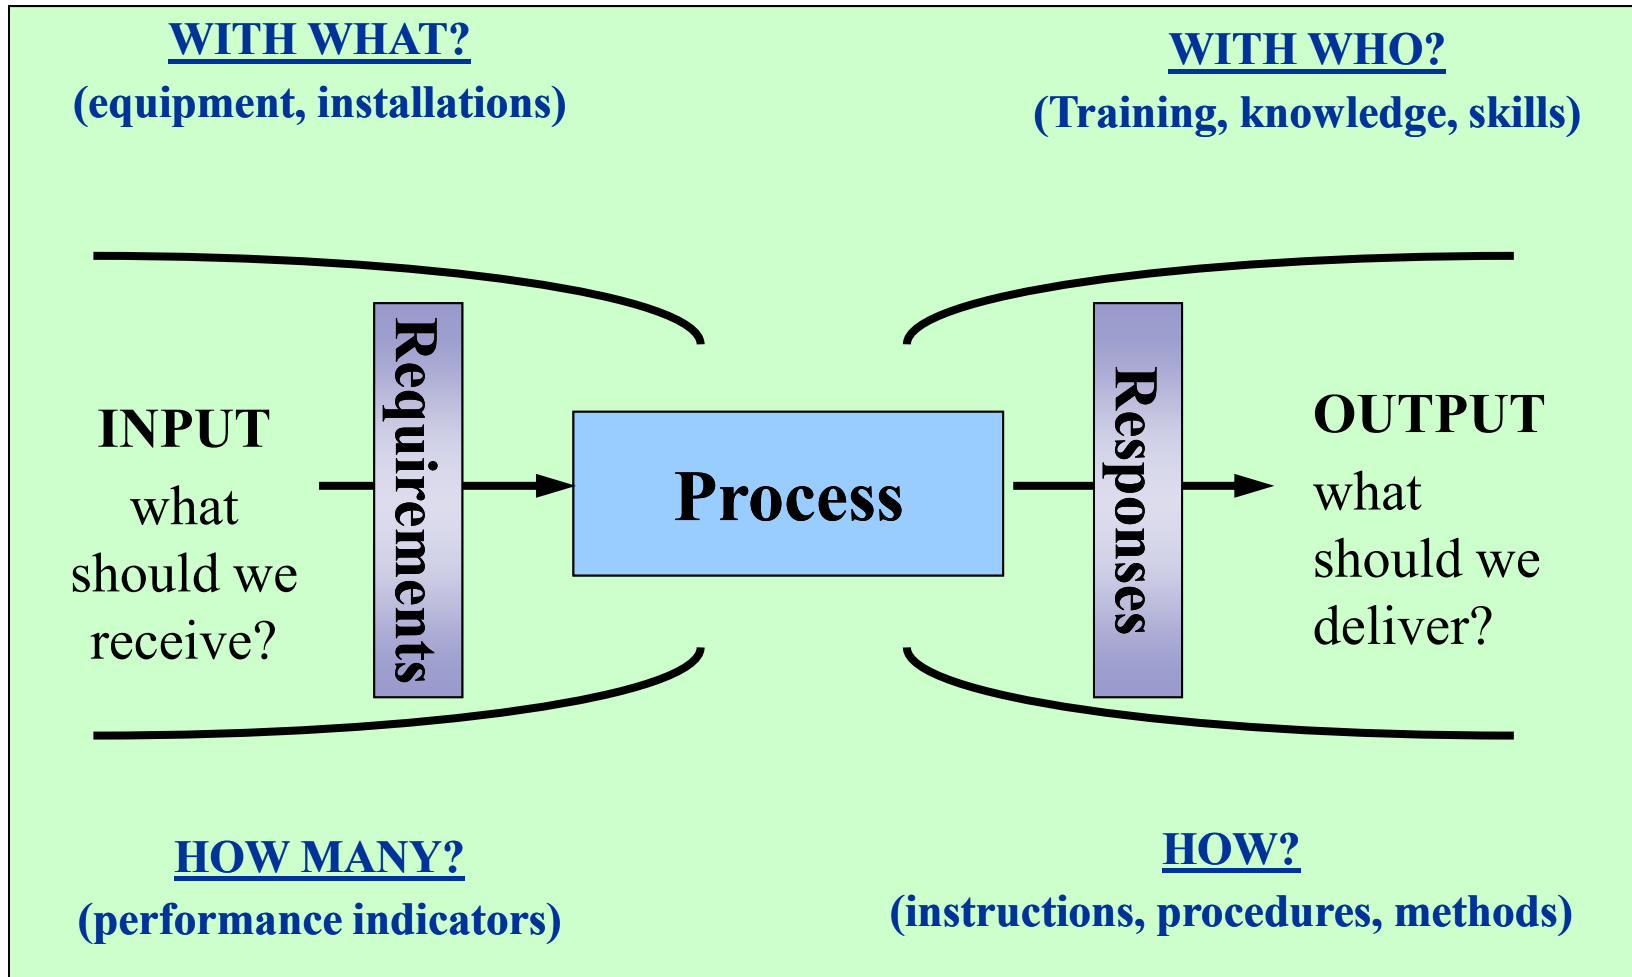 WITH WHAT?
(equipment, installations)
WITH WHO?
(Training, knowledge, skills)
INPUT
what
should we
receive?
Requirements
Process
Responses
OUTPUT
what
should we
deliver?
HOW MANY?
(performance indicators)
HOW?
(instructions, procedures, methods)